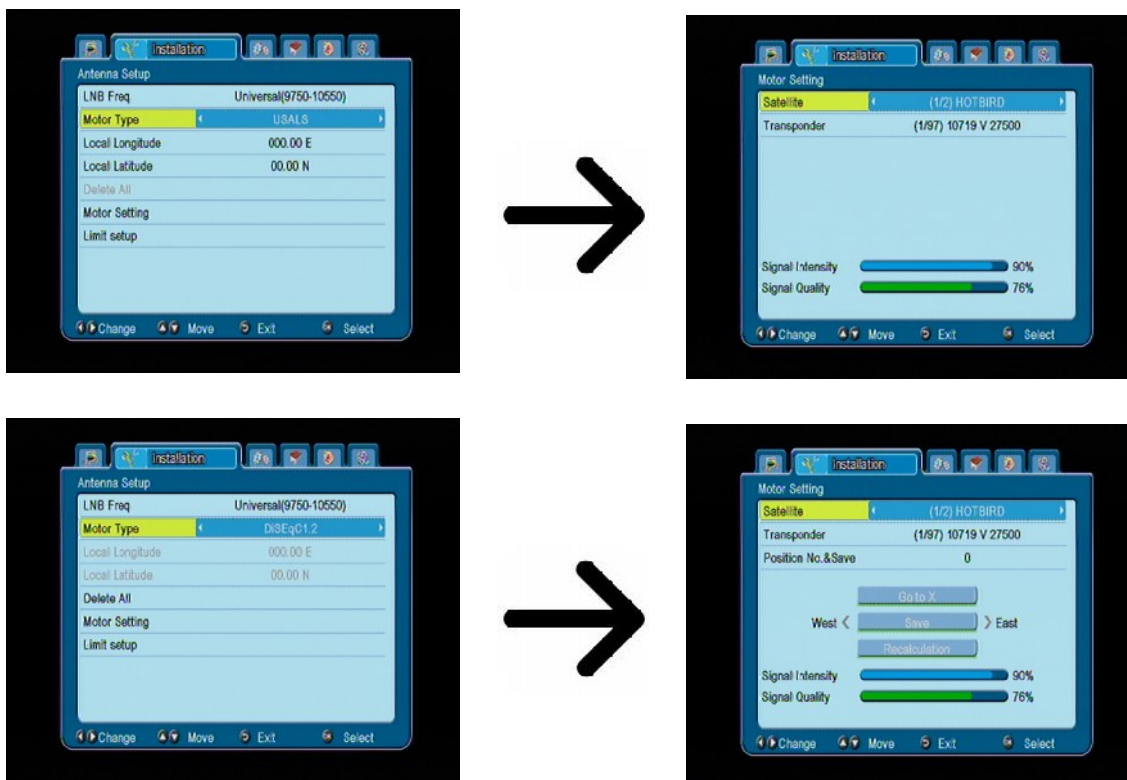 Installation
Antenna Setup
LNB Freq Universal(9750-10550)
Motor Type USALS
Local Longitude 000.00 E
Local Latitude 00.00 N
Delete All
Motor Setting
Limit setup
Change Move Exit Select
Installation
Motor Setting
Satellite (1/2) HOTBIRD
Transponder (1/97) 10719 V 27500
Signal Intensity 90%
Signal Quality 76%
Change Move Exit Select
Installation
Antenna Setup
LNB Freq Universal(9750-10550)
Motor Type DiSEqC1.2
Local Longitude 000.00 E
Local Latitude 00.00 N
Delete All
Motor Setting
Limit setup
Change Move Exit Select
Installation
Motor Setting
Satellite (1/2) HOTBIRD
Transponder (1/97) 10719 V 27500
Position No.&Save 0
Go to X
West Save East
Recalculation
Signal Intensity 90%
Signal Quality 76%
Change Move Exit Select